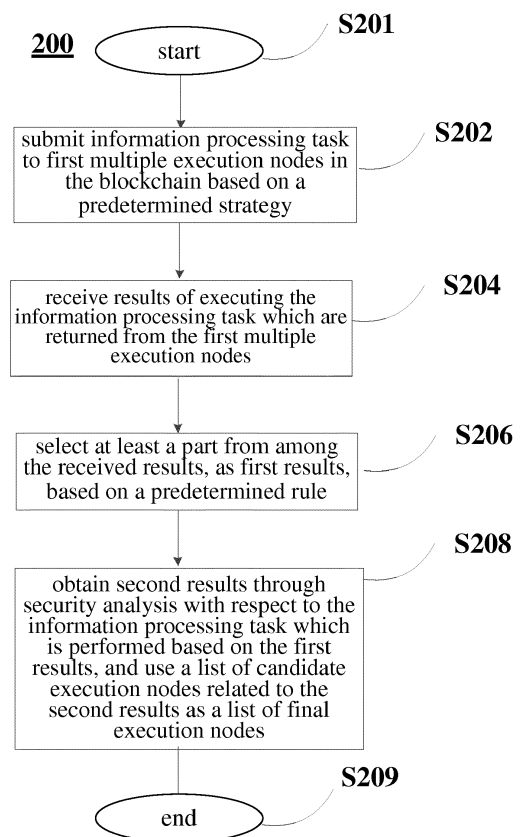 200
start
S201
submit information processing task
to first multiple execution nodes in
the blockchain based on a
predetermined strategy
S202
receive results of executing the
information processing task which are
returned from the first multiple
execution nodes
S204
select at least a part from among
the received results, as first results,
based on a predetermined rule
S206
obtain second results through
security analysis with respect to the
information processing task which
is performed based on the first
results, and use a list of candidate
execution nodes related to the
second results as a list of final
execution nodes
S208
end
S209